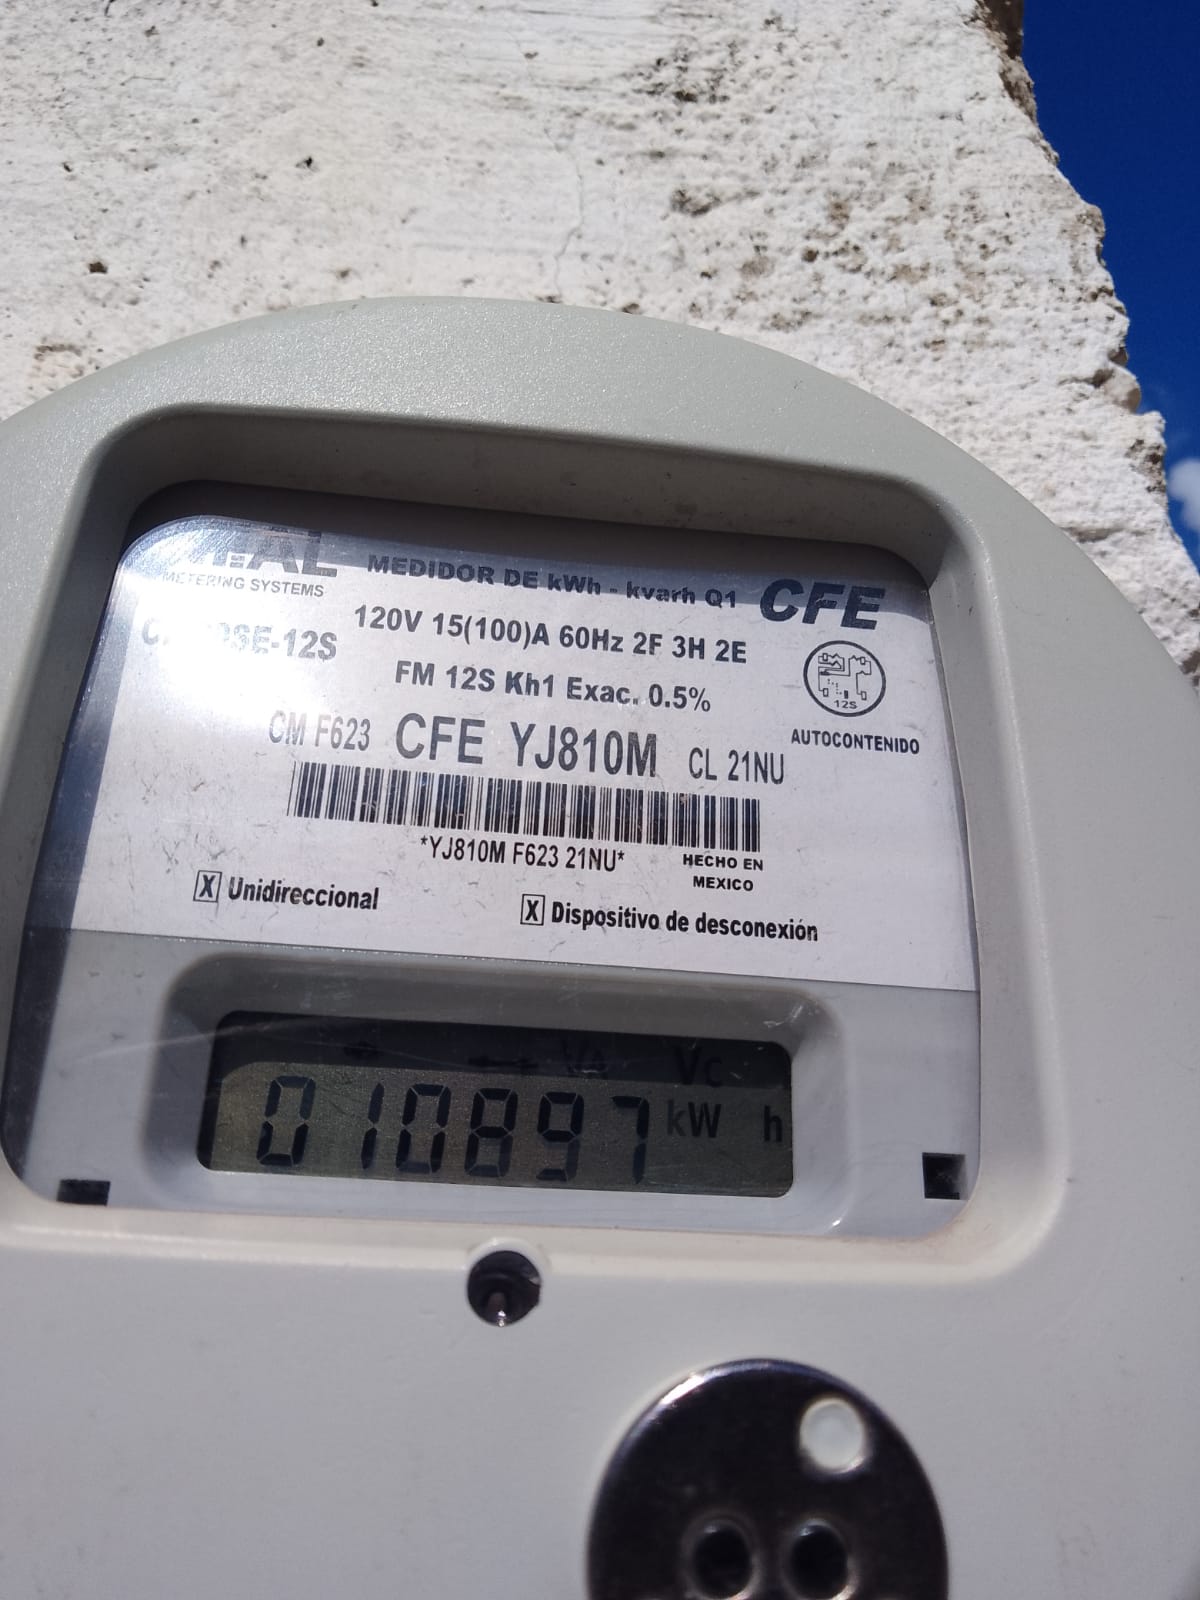 METERING SYSTEMS
MEDIDOR DE kWh - kvarh Q1
CFE
120V 15(100)A 60Hz 2F 3H 2E
FM 12S Kh1 Exac. 0.5%
12S
AUTOCONTENIDO
CM F623 CFE YJ810M CL 21NU
*YJ810M F623 21NU*
HECHO EN
MEXICO
X Unidireccional
X Dispositivo de desconexión
Va Vc
010897 kW h